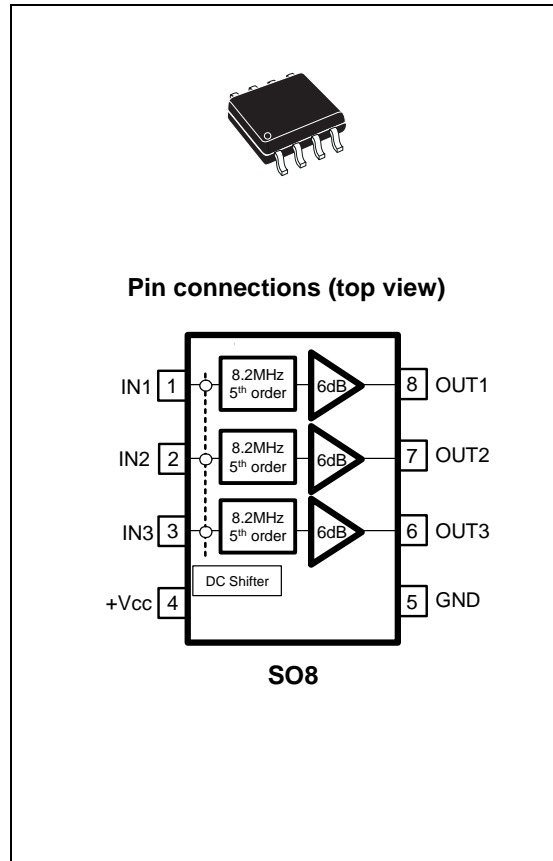 Pin connections (top view)
IN1 1 8.2MHz 5th order 6dB 8 OUT1
IN2 2 8.2MHz 5th order 6dB 7 OUT2
IN3 3 8.2MHz 5th order 6dB 6 OUT3
DC Shifter
+Vcc 4 5 GND
SO8